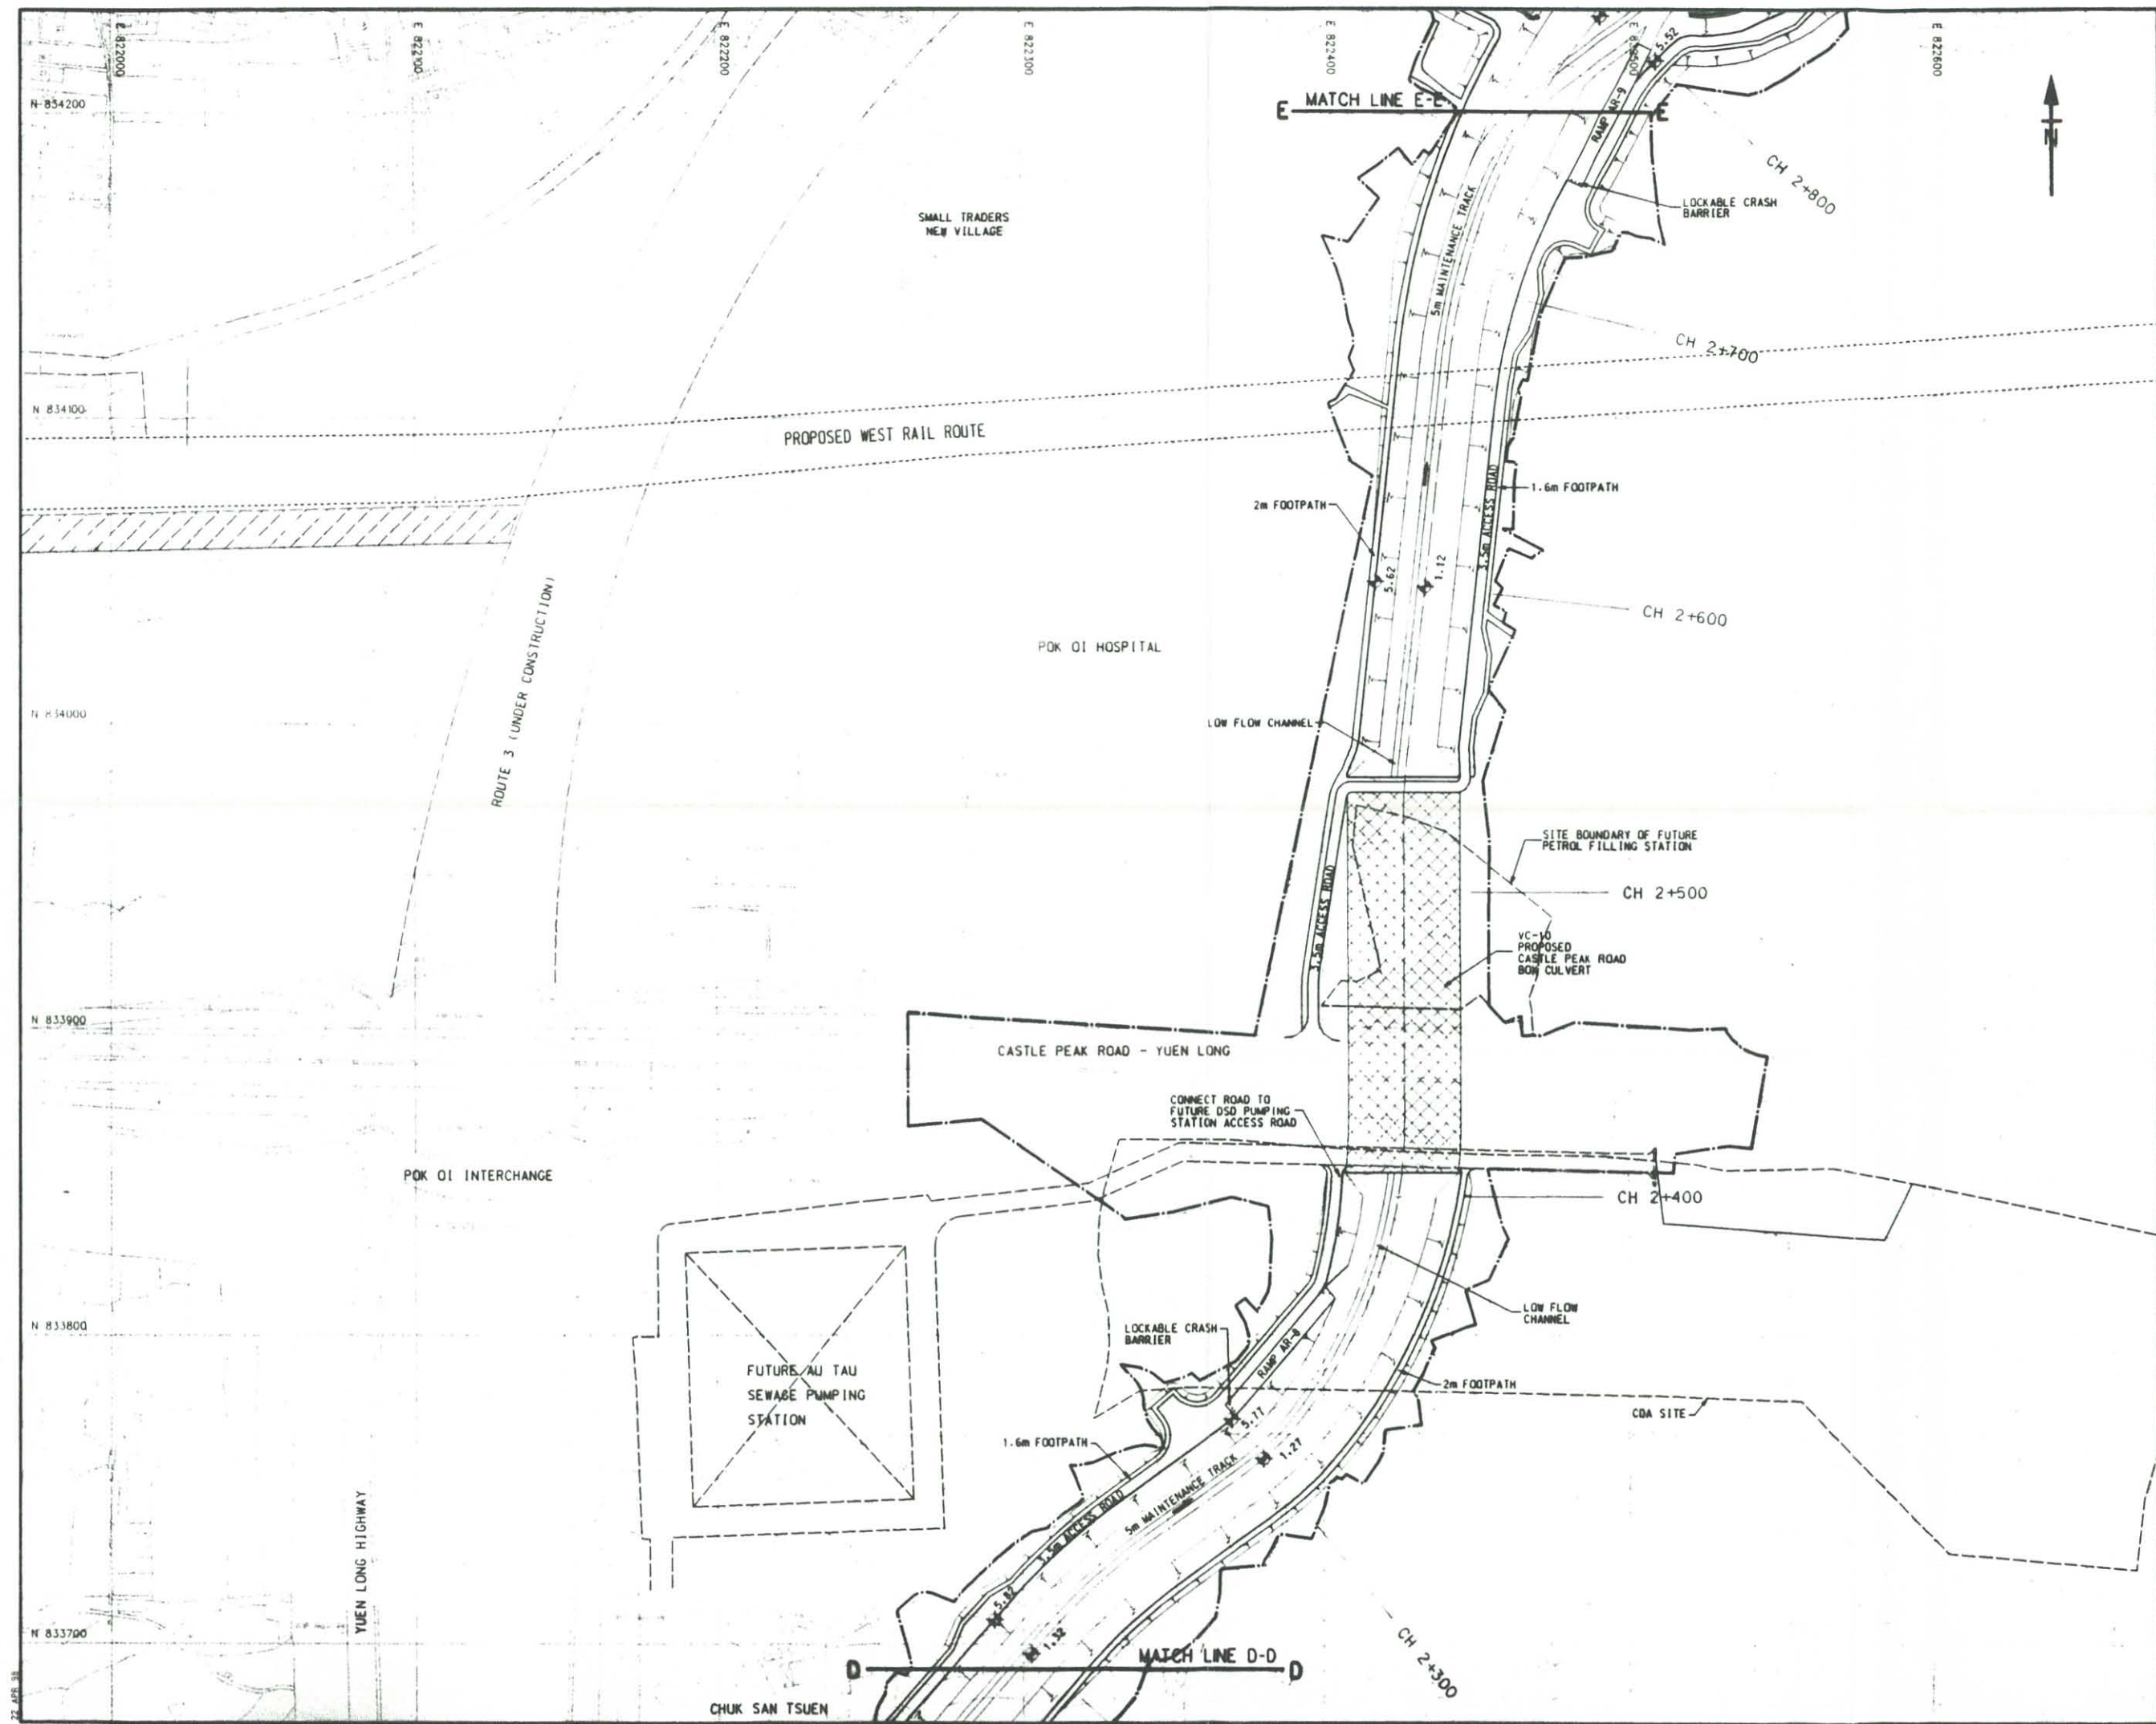 E 822000
E 822100
E 822200
E 822300
E 822400
E 822500
E 822600
5.52
N 834200
E MATCH LINE E-E E
RAMP AR-9
N
CH 2+800
LOCKABLE CRASH
BARRIER
SMALL TRADERS
NEW VILLAGE
5m MAINTENANCE TRACK
CH 2+700
N 834100
PROPOSED WEST RAIL ROUTE
2m FOOTPATH
1.6m FOOTPATH
3.5m ACCESS ROAD
5.62
1.12
CH 2+600
ROUTE 3 (UNDER CONSTRUCTION)
POK OI HOSPITAL
N 834000
LOW FLOW CHANNEL
SITE BOUNDARY OF FUTURE
PETROL FILLING STATION
CH 2+500
3.5m ACCESS ROAD
VC-10
PROPOSED
CASTLE PEAK ROAD
BOX CULVERT
N 833900
CASTLE PEAK ROAD - YUEN LONG
CONNECT ROAD TO
FUTURE DSD PUMPING
STATION ACCESS ROAD
POK OI INTERCHANGE
CH 2+400
LOW FLOW
CHANNEL
N 833800
LOCKABLE CRASH
BARRIER
RAMP AR-8
FUTURE AU TAU
SEWAGE PUMPING
STATION
2m FOOTPATH
CDA SITE
5.77
1.27
1.6m FOOTPATH
5m MAINTENANCE TRACK
3.5m ACCESS ROAD
YUEN LONG HIGHWAY
5.82
1.32
N 833700
D MATCH LINE D-D D
CH 2+300
CHUK SAN TSUEN
22 APR 98